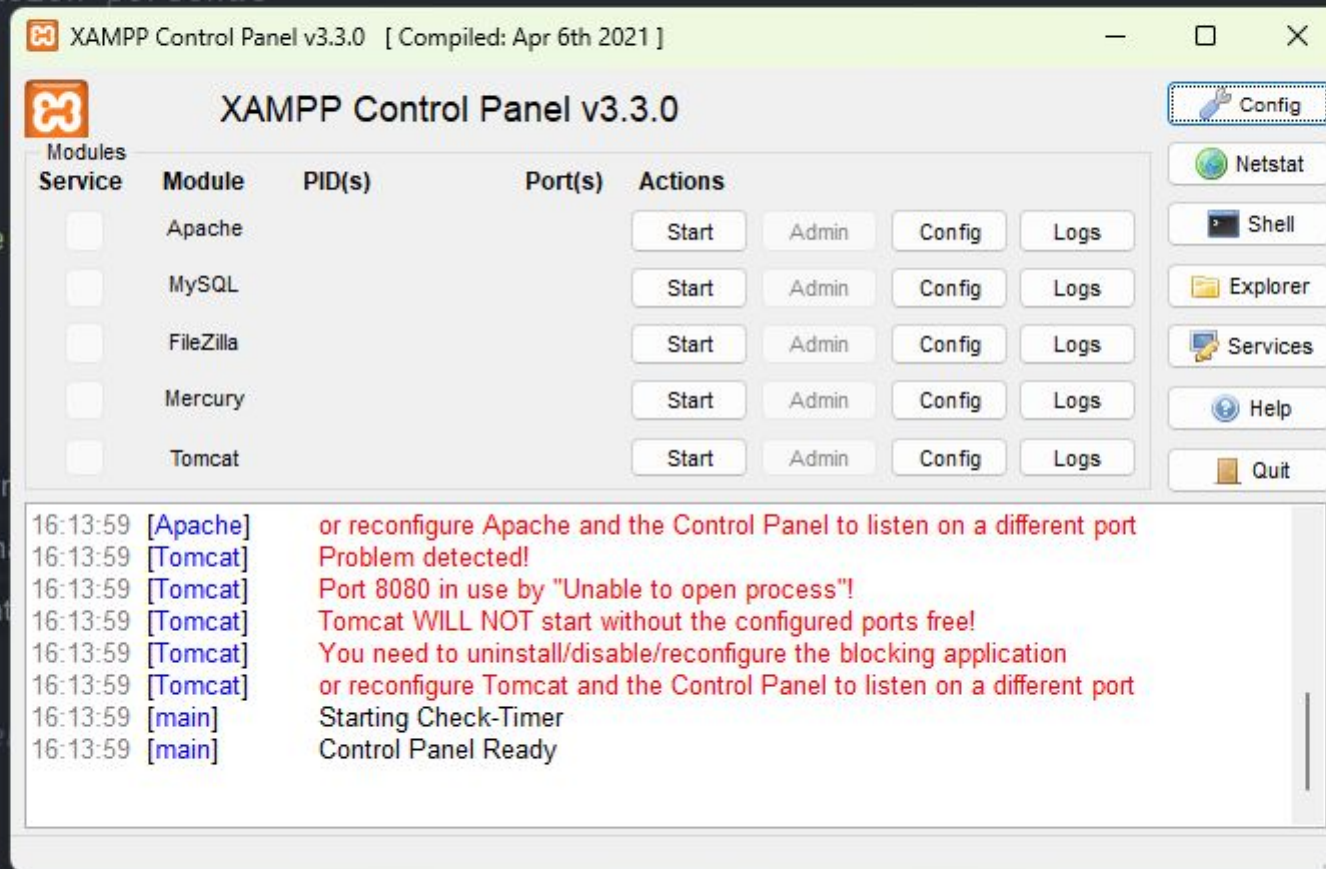 XAMPP Control Panel v3.3.0 [ Compiled: Apr 6th 2021 ]
XAMPP Control Panel v3.3.0
Config
Modules
Service Module PID(s) Port(s) Actions
Netstat
Apache Start Admin Config Logs
Shell
MySQL Start Admin Config Logs
Explorer
FileZilla Start Admin Config Logs
Services
Mercury Start Admin Config Logs
Help
Tomcat Start Admin Config Logs
Quit
16:13:59 [Apache] or reconfigure Apache and the Control Panel to listen on a different port
16:13:59 [Tomcat] Problem detected!
16:13:59 [Tomcat] Port 8080 in use by "Unable to open process"!
16:13:59 [Tomcat] Tomcat WILL NOT start without the configured ports free!
16:13:59 [Tomcat] You need to uninstall/disable/reconfigure the blocking application
16:13:59 [Tomcat] or reconfigure Tomcat and the Control Panel to listen on a different port
16:13:59 [main] Starting Check-Timer
16:13:59 [main] Control Panel Ready